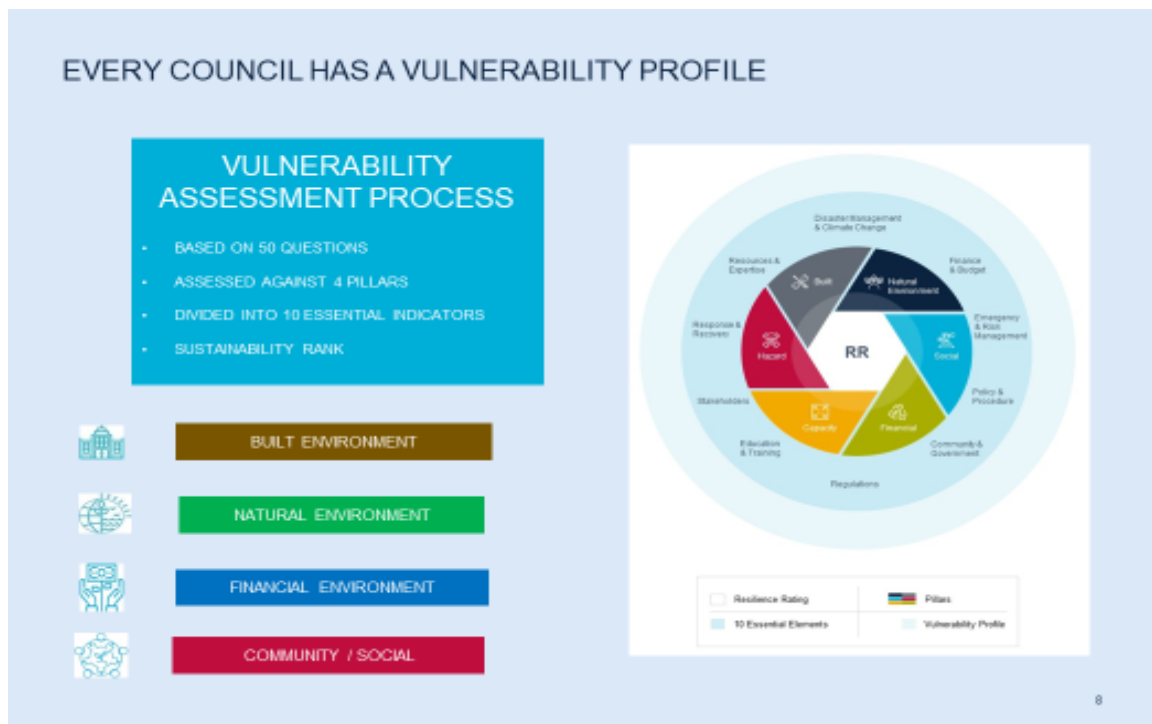 EVERY COUNCIL HAS A VULNERABILITY PROFILE
VULNERABILITY
ASSESSMENT PROCESS
• BASED ON 50 QUESTIONS
• ASSESSED AGAINST 4 PILLARS
• DIVIDED INTO 10 ESSENTIAL INDICATORS
• SUSTAINABILITY RANK
BUILT ENVIRONMENT
NATURAL ENVIRONMENT
FINANCIAL ENVIRONMENT
COMMUNITY / SOCIAL
Disaster Management
& Climate Change
Resources &
Expertise
Finance
& Budget
Built
Natural
Environment
Response &
Recovery
Emergency
& Risk
Management
Hazard
RR
Social
Stakeholders
Policy &
Procedure
Capacity
Financial
Education
& Training
Community &
Government
Regulations
Resilience Rating
Pillars
10 Essential Elements
Vulnerability Profile
8